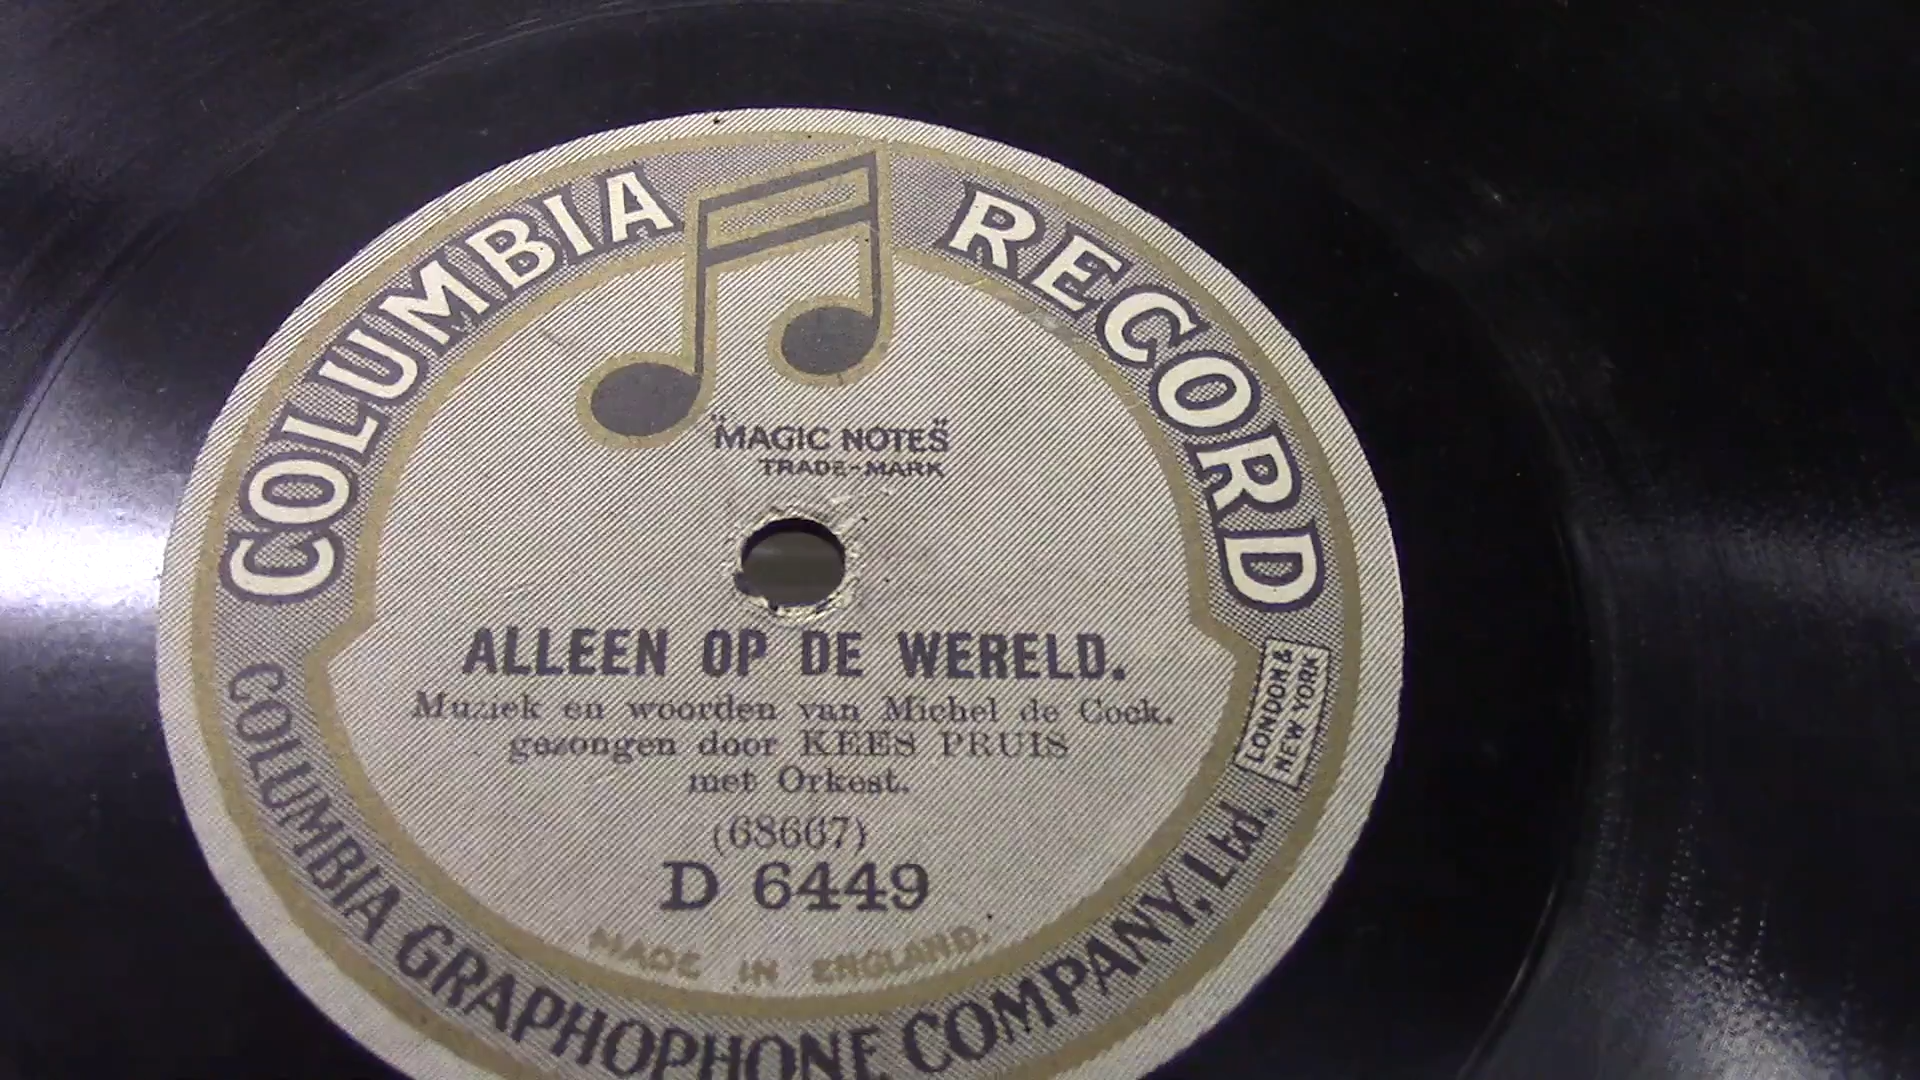 COLUMBIA RECORD
"MAGIC NOTES"
TRADE-MARK
ALLEEN OP DE WERELD.
Muziek en woorden van Michel de Cock.
gezongen door KEES PRUIS
met Orkest.
(68667)
D 6449
MADE IN ENGLAND.
COLUMBIA GRAPHOPHONE COMPANY, Ltd.
LONDON &
NEW YORK